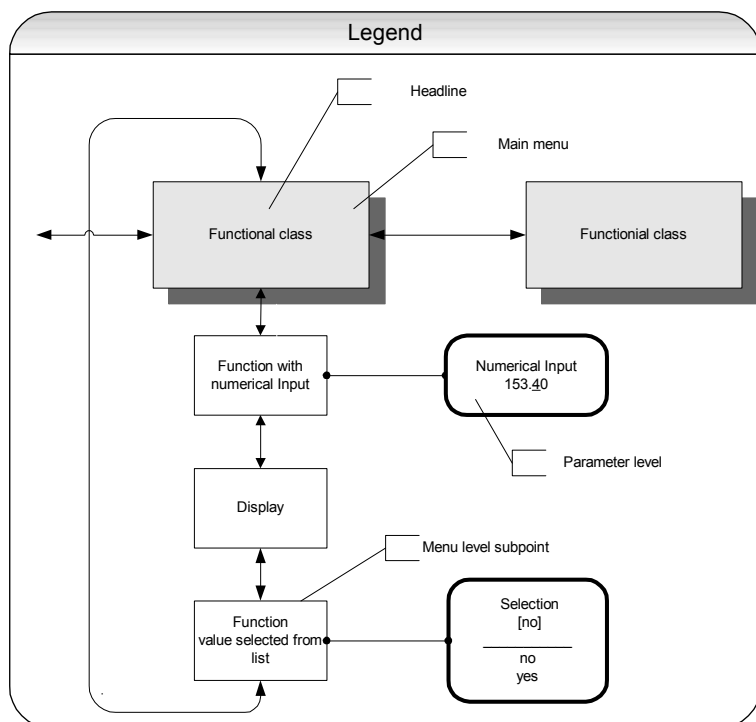 Legend
Headline
Main menu
Functional class
Functionial class
Function with
numerical Input
Numerical Input
153.40
Parameter level
Display
Menu level subpoint
Function
value selected from
list
Selection
[no]
no
yes